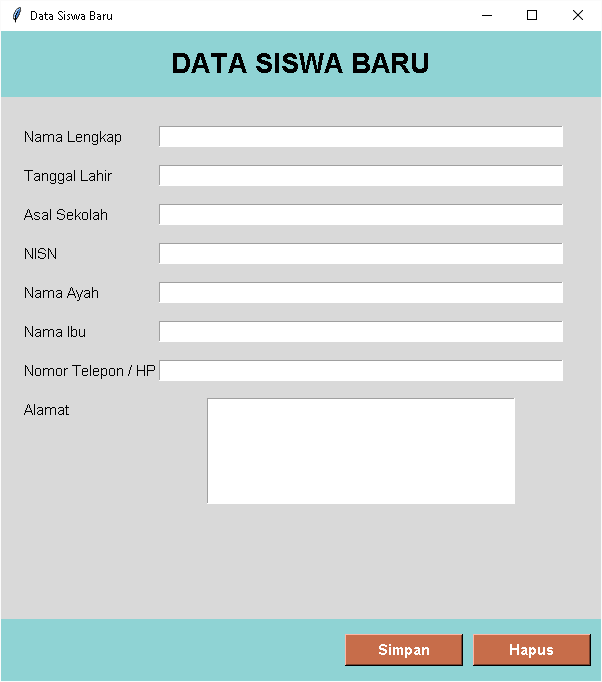 Data Siswa Baru
DATA SISWA BARU
Nama Lengkap
Tanggal Lahir
Asal Sekolah
NISN
Nama Ayah
Nama Ibu
Nomor Telepon / HP
Alamat
Simpan
Hapus